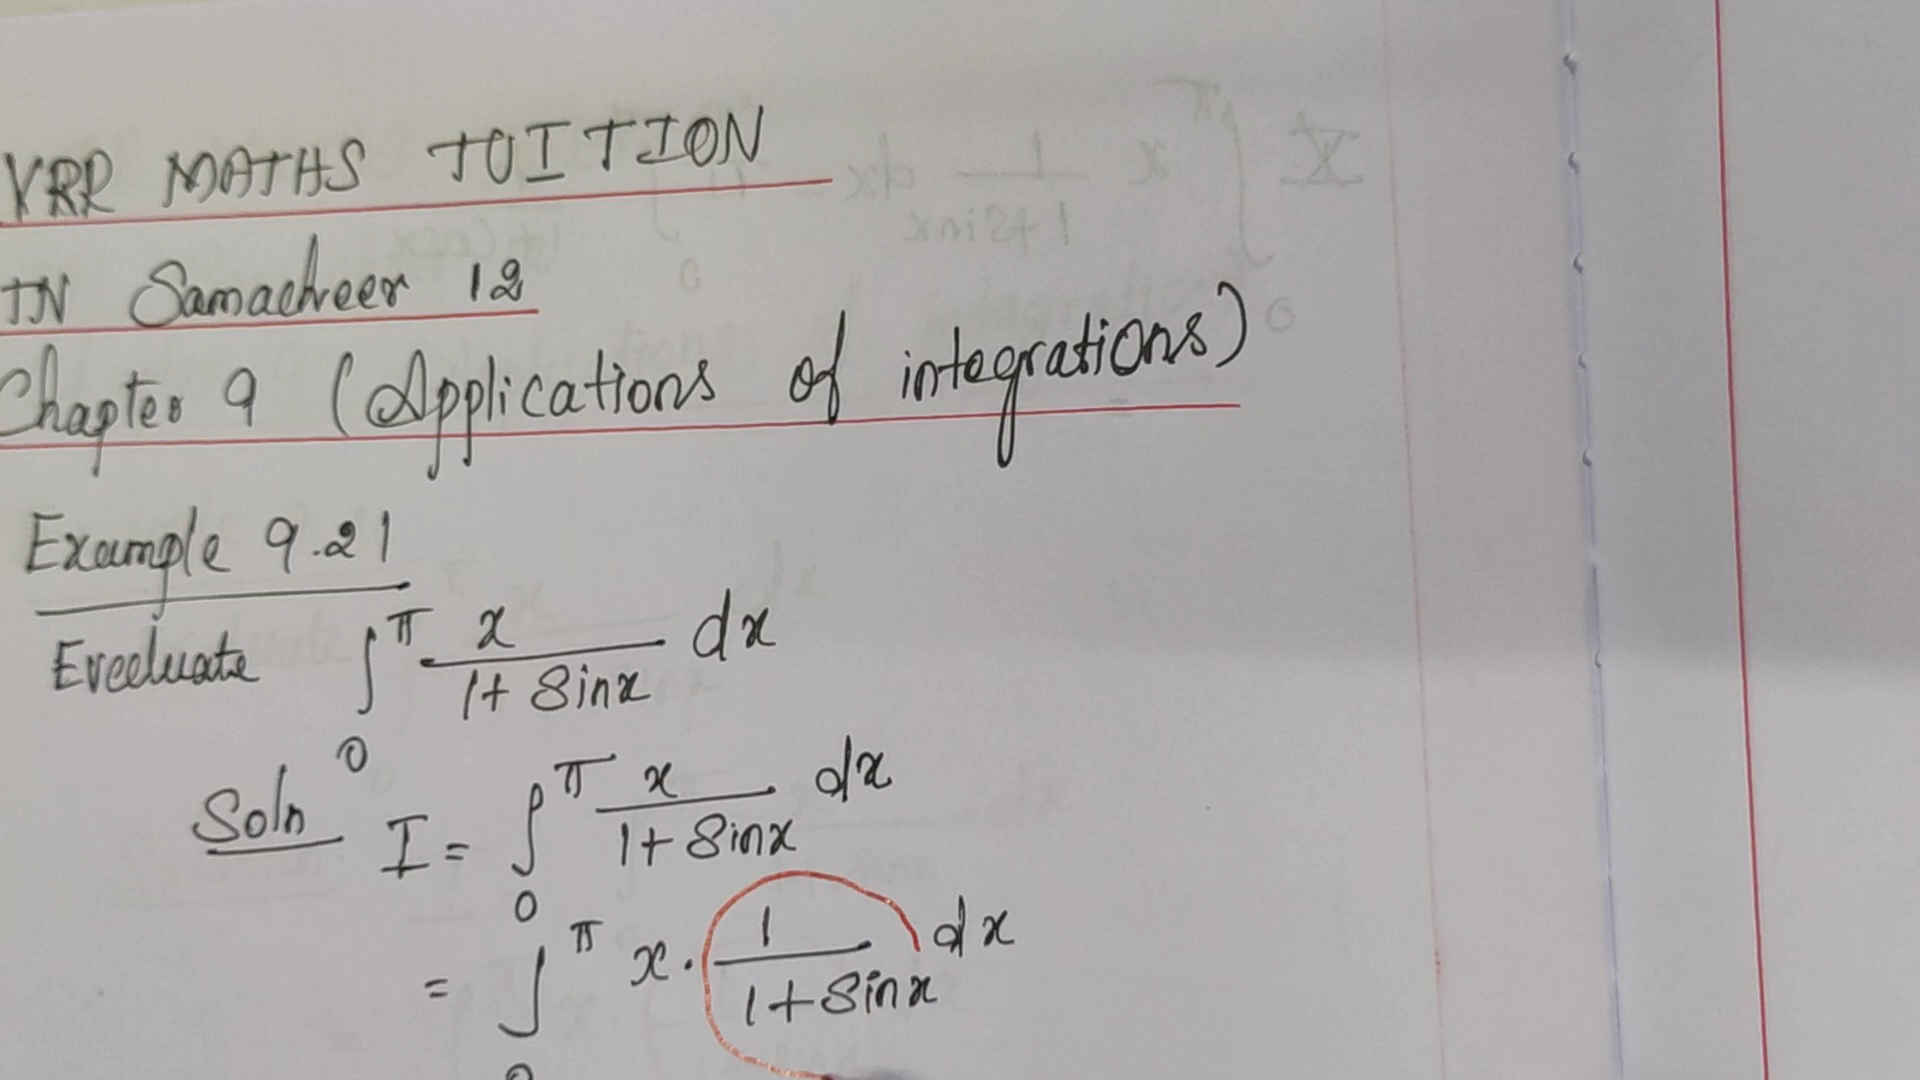 VRR MATHS TUITION
TN Samacheer 12
Chapter 9 (Applications of integrations)
Example 9.21
Evaluate ∫₀^π x/(1+Sinx) dx
Soln I = ∫₀^π x/(1+Sinx) dx
= ∫₀^π x. 1/(1+Sinx) dx